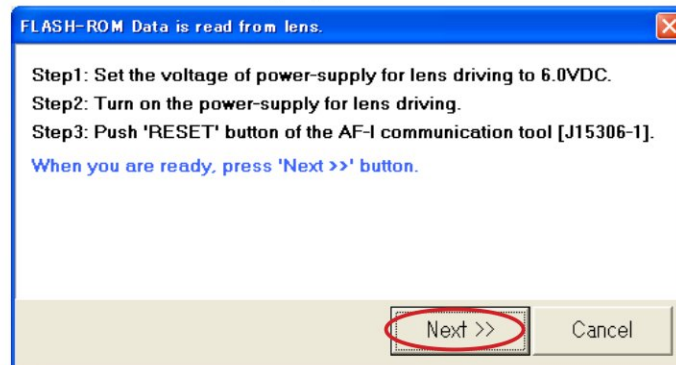 FLASH-ROM Data is read from lens.
Step1: Set the voltage of power-supply for lens driving to 6.0VDC.
Step2: Turn on the power-supply for lens driving.
Step3: Push 'RESET' button of the AF-I communication tool [J15306-1].
When you are ready, press 'Next >>' button.
Next >>
Cancel